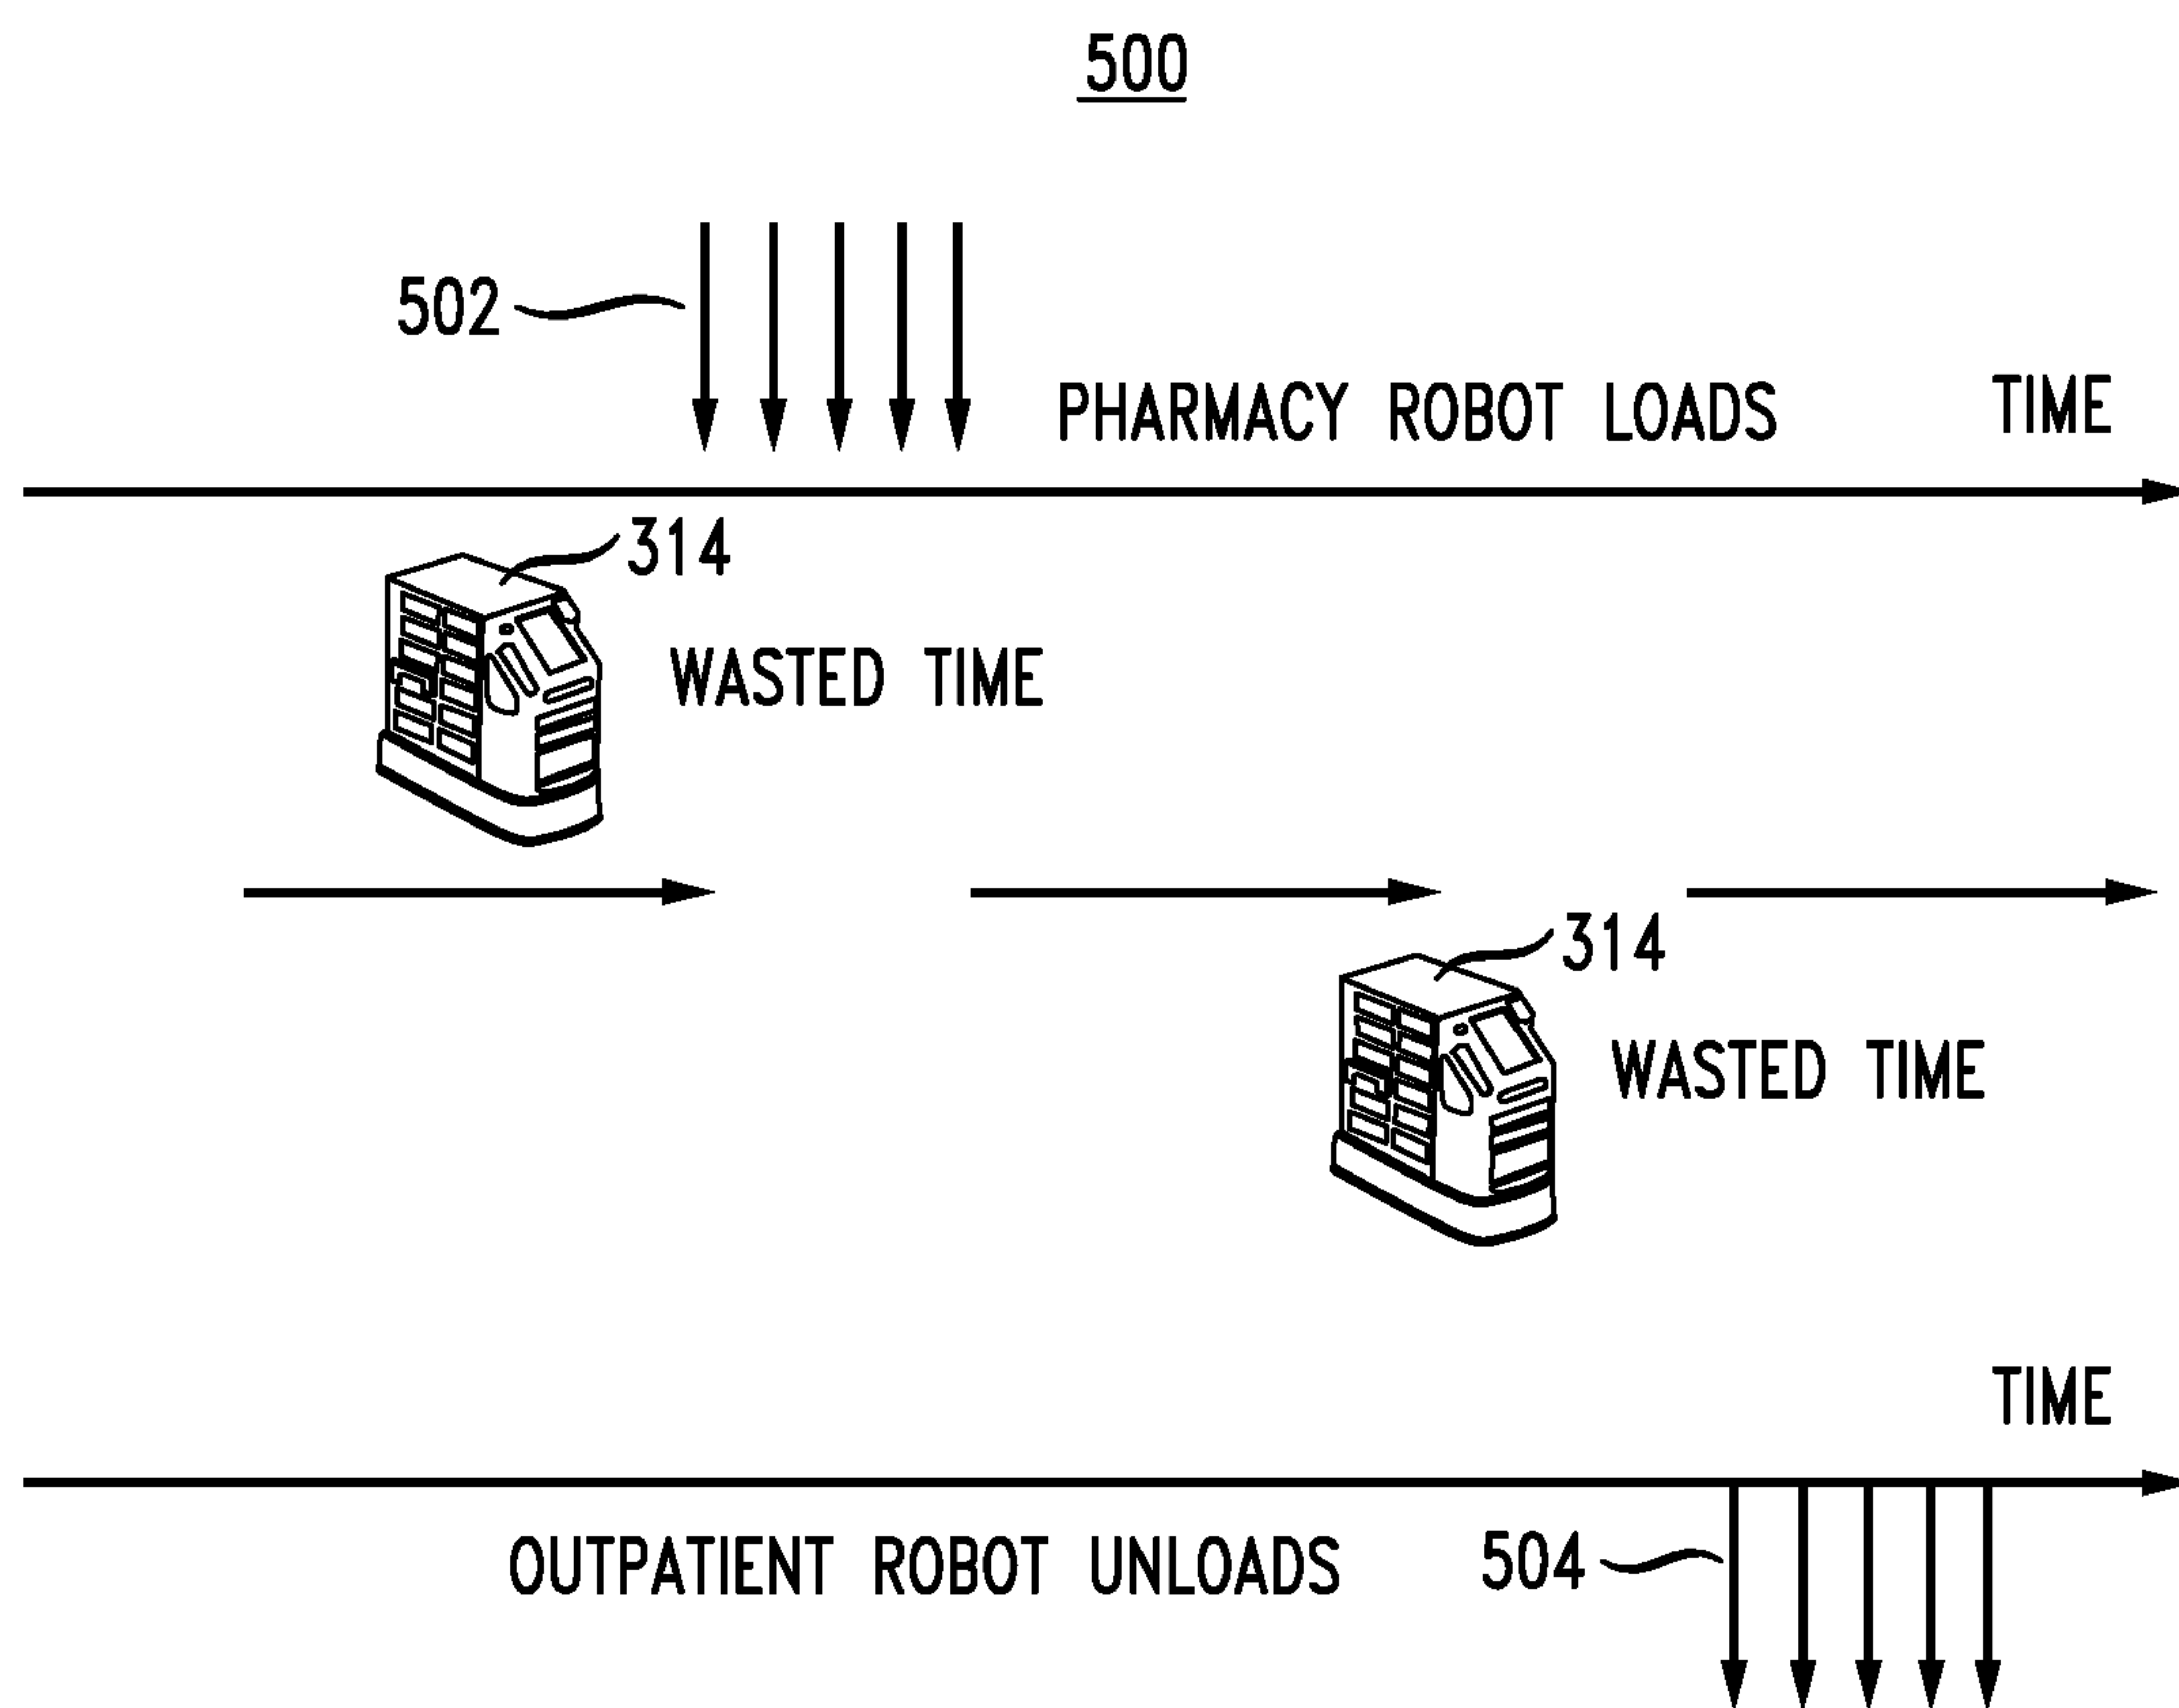 500
502
PHARMACY ROBOT LOADS
TIME
314
WASTED TIME
314
WASTED TIME
TIME
OUTPATIENT ROBOT UNLOADS
504